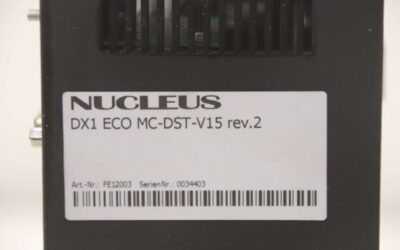 NUCLEUS
DX1 ECO MC-DST-V15 rev.2
Art.-Nr.: FE12003 SerienNr.: 0034403